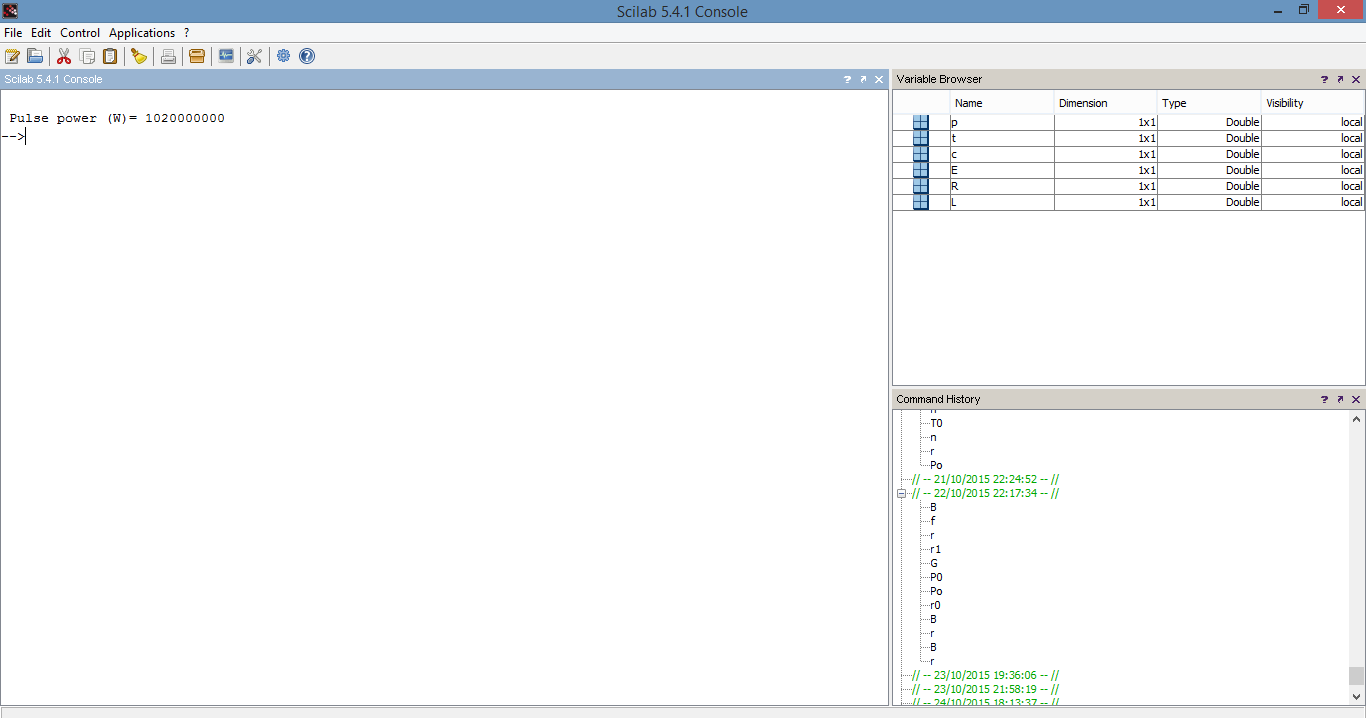 Scilab 5.4.1 Console
File Edit Control Applications ?
Scilab 5.4.1 Console
Pulse power (W)= 1020000000
-->
Variable Browser
Name Dimension Type Visibility
p 1x1 Double local
t 1x1 Double local
c 1x1 Double local
E 1x1 Double local
R 1x1 Double local
L 1x1 Double local
Command History
T0
n
r
Po
// -- 21/10/2015 22:24:52 -- //
// -- 22/10/2015 22:17:34 -- //
B
f
r
r1
G
P0
Po
r0
B
r
B
r
// -- 23/10/2015 19:36:06 -- //
// -- 23/10/2015 21:58:19 -- //
// -- 24/10/2015 18:13:37 -- //